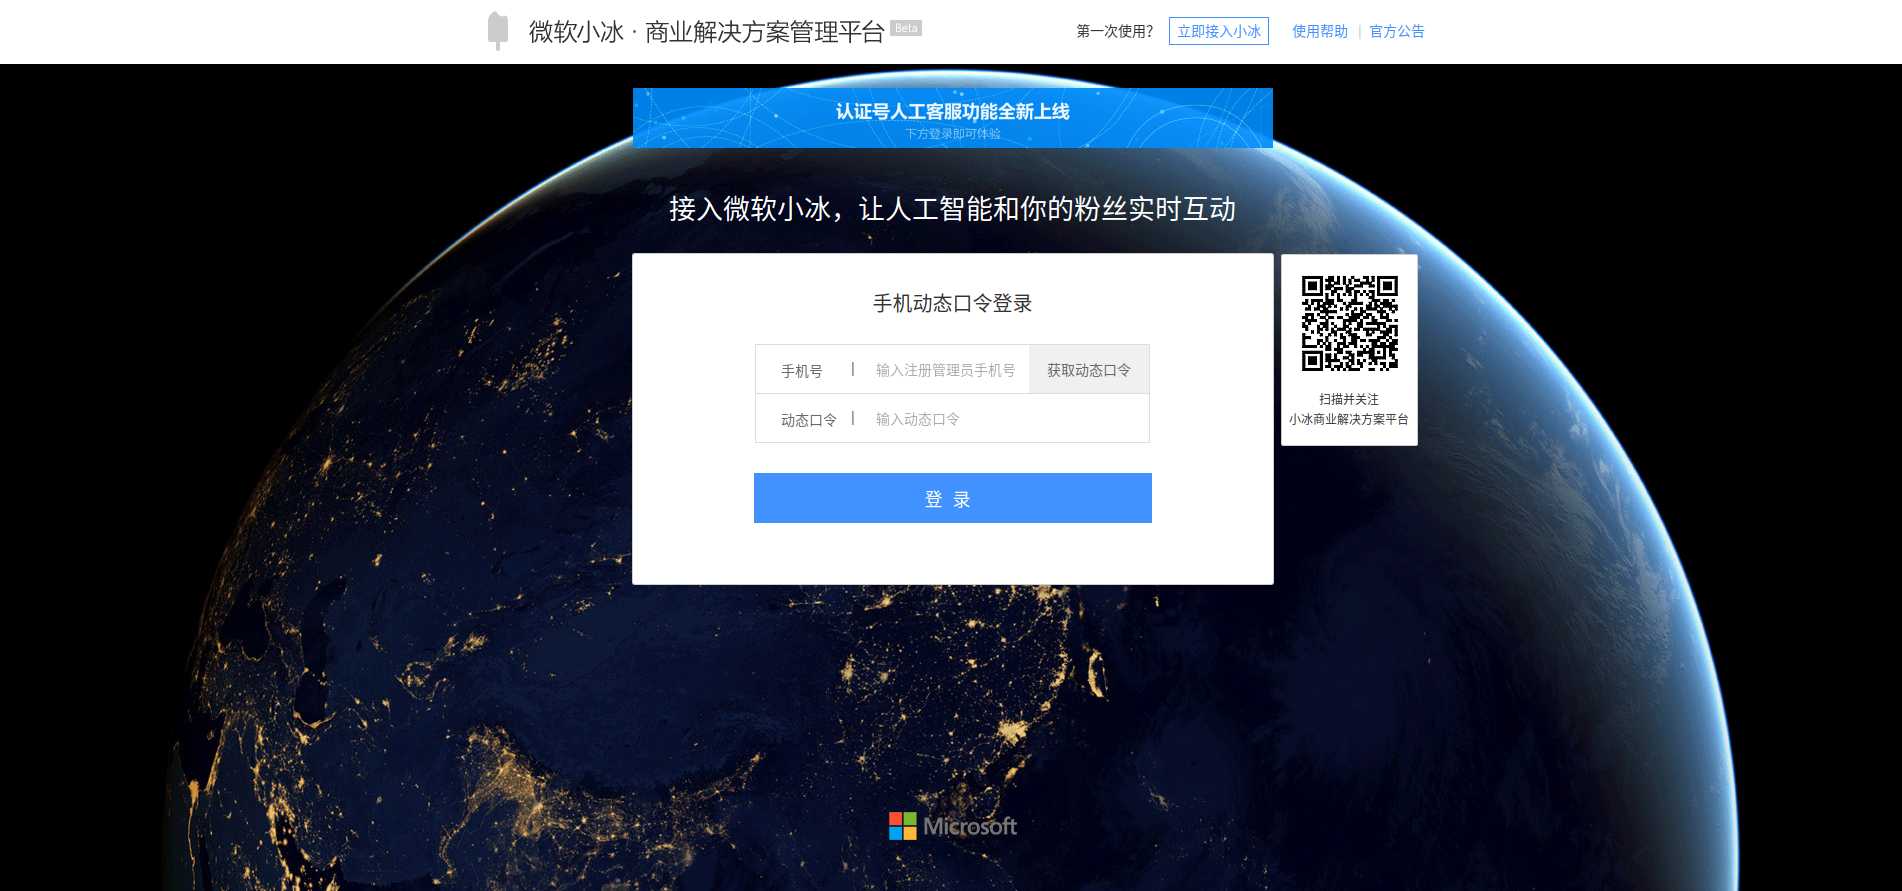 微软小冰 · 商业解决方案管理平台 Beta
第一次使用? 立即接入小冰 使用帮助 | 官方公告
认证号人工客服功能全新上线
下方登录即可体验
接入微软小冰，让人工智能和你的粉丝实时互动
手机动态口令登录
手机号 | 输入注册管理员手机号 获取动态口令
动态口令 | 输入动态口令
登 录
扫描并关注
小冰商业解决方案平台
Microsoft